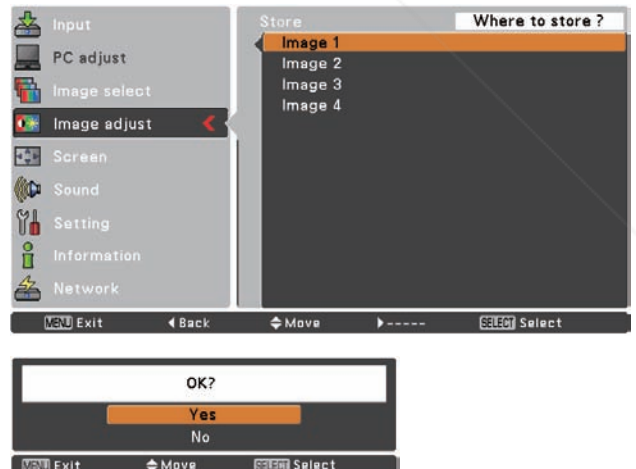 Input
PC adjust
Image select
Image adjust
Screen
Sound
Setting
Information
Network
Store
Where to store ?
Image 1
Image 2
Image 3
Image 4
MENU Exit ◀ Back Move ▶ ----- SELECT Select
OK?
Yes
No
MENU Exit Move SELECT Select